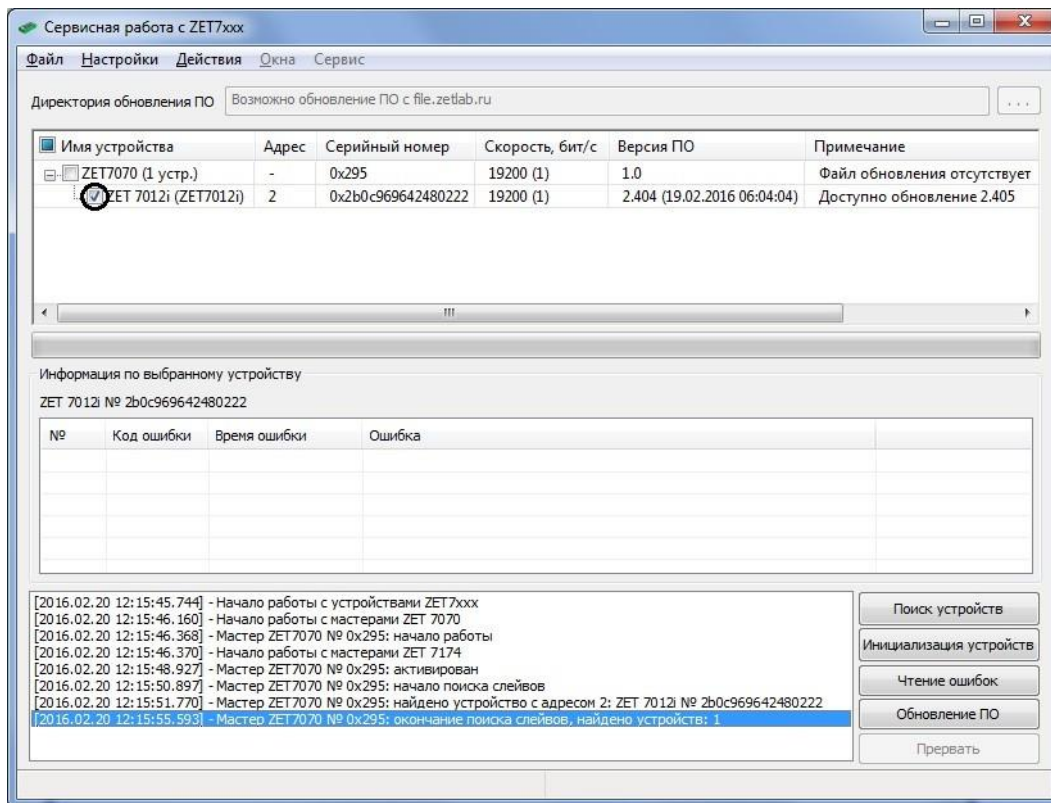 Сервисная работа с ZET7xxx
Файл Настройки Действия Окна Сервис
Директория обновления ПО Возможно обновление ПО с file.zetlab.ru ...
Имя устройства Адрес Серийный номер Скорость, бит/с Версия ПО Примечание
ZET7070 (1 устр.) - 0x295 19200 (1) 1.0 Файл обновления отсутствует
ZET 7012i (ZET7012i) 2 0x2b0c969642480222 19200 (1) 2.404 (19.02.2016 06:04:04) Доступно обновление 2.405
Информация по выбранному устройству
ZET 7012i № 2b0c969642480222
№ Код ошибки Время ошибки Ошибка
[2016.02.20 12:15:45.744] - Начало работы с устройствами ZET7xxx
[2016.02.20 12:15:46.160] - Начало работы с мастерами ZET 7070
[2016.02.20 12:15:46.368] - Мастер ZET7070 № 0x295: начало работы
[2016.02.20 12:15:46.370] - Начало работы с мастерами ZET 7174
[2016.02.20 12:15:48.927] - Мастер ZET7070 № 0x295: активирован
[2016.02.20 12:15:50.897] - Мастер ZET7070 № 0x295: начало поиска слейвов
[2016.02.20 12:15:51.770] - Мастер ZET7070 № 0x295: найдено устройство с адресом 2: ZET 7012i № 2b0c969642480222
[2016.02.20 12:15:55.593] - Мастер ZET7070 № 0x295: окончание поиска слейвов, найдено устройств: 1
Поиск устройств
Инициализация устройств
Чтение ошибок
Обновление ПО
Прервать